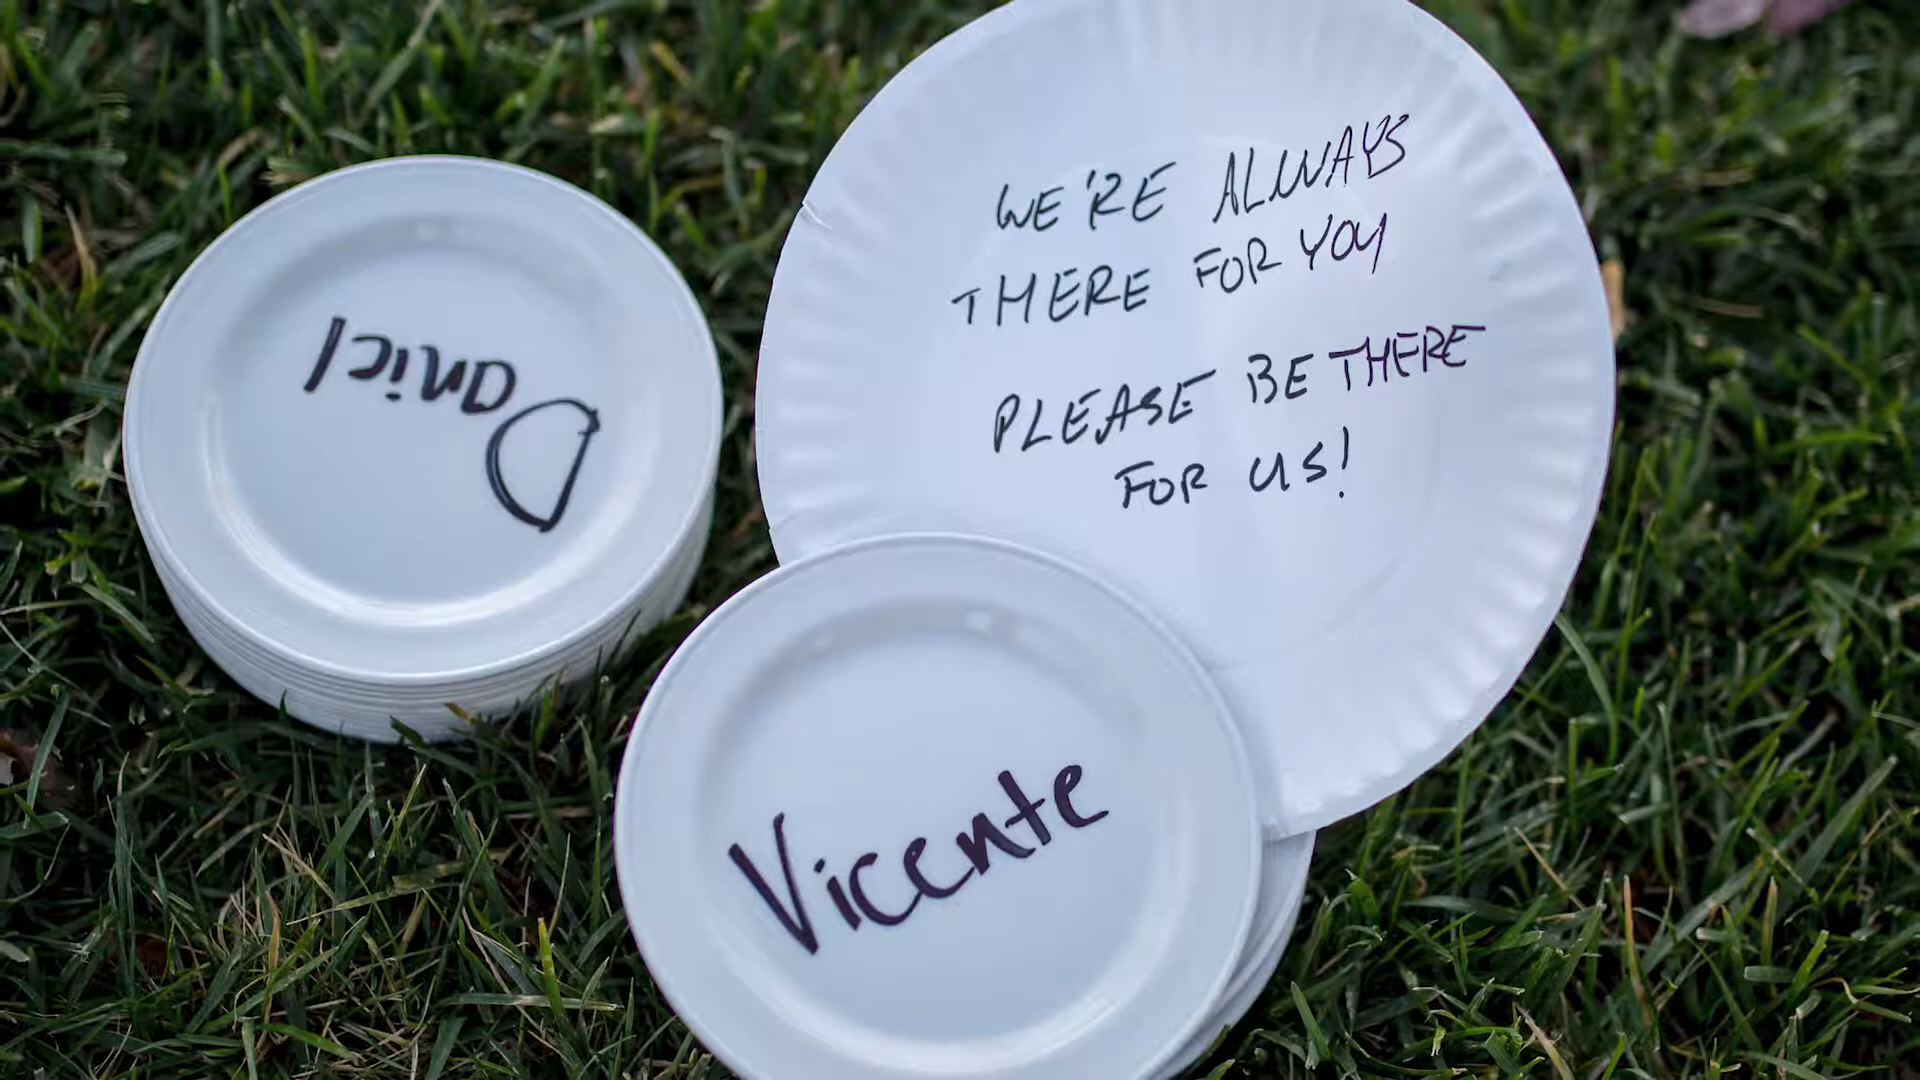 Daniel
WE'RE ALWAYS
THERE FOR YOU
PLEASE BE THERE
FOR US!
Vicente